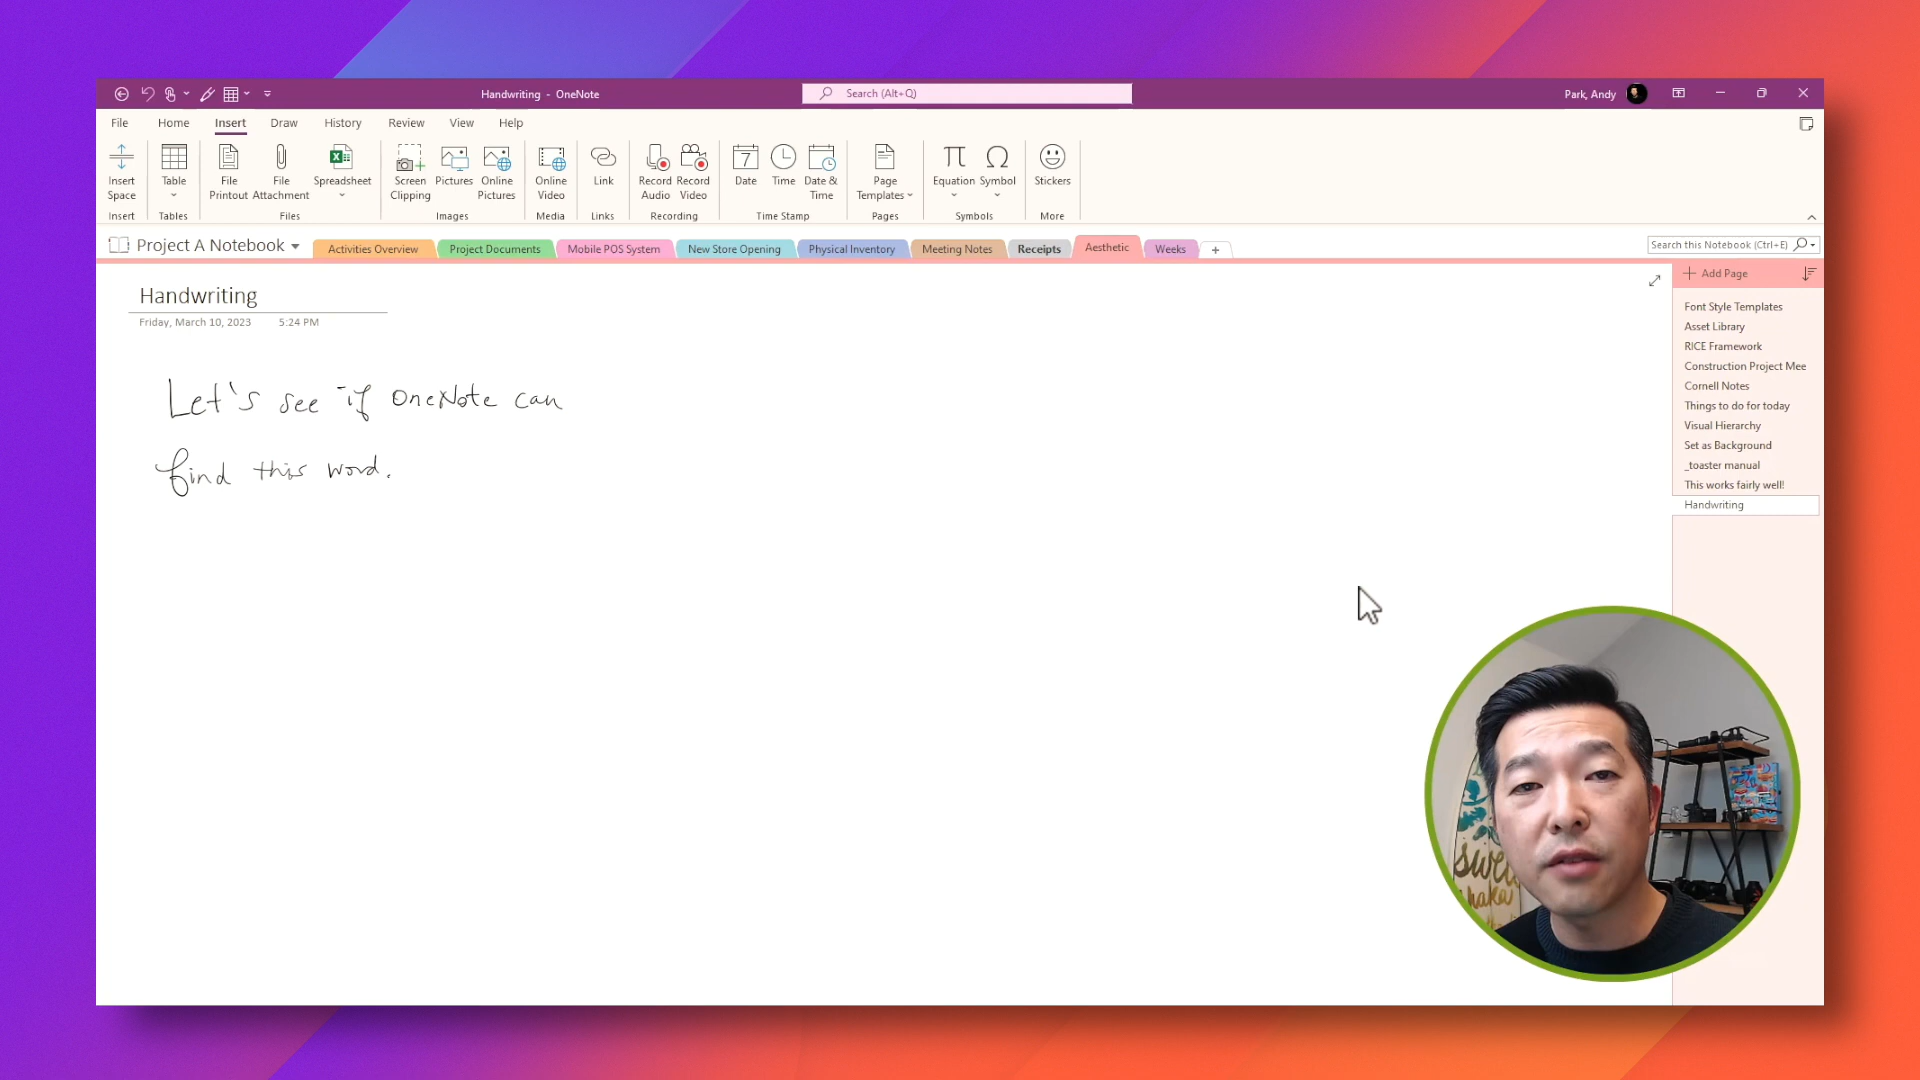 Handwriting - OneNote
Search (Alt+Q)
Park, Andy
File Home Insert Draw History Review View Help
Insert Space
Table
File Printout
File Attachment
Spreadsheet
Screen Clipping
Pictures
Online Pictures
Online Video
Link
Record Audio
Record Video
7
Date
Time
Date & Time
Page Templates
π
Equation
Ω
Symbol
Stickers
Insert Tables Files Images Media Links Recording Time Stamp Pages Symbols More
Project A Notebook
Activities Overview
Project Documents
Mobile POS System
New Store Opening
Physical Inventory
Meeting Notes
Receipts
Aesthetic
Weeks
+
Search this Notebook (Ctrl+E)
Handwriting
Friday, March 10, 2023 5:24 PM
Let's see if OneNote can
find this word.
Add Page
Font Style Templates
Asset Library
RICE Framework
Construction Project Mee
Cornell Notes
Things to do for today
Visual Hierarchy
Set as Background
_toaster manual
This works fairly well!
Handwriting